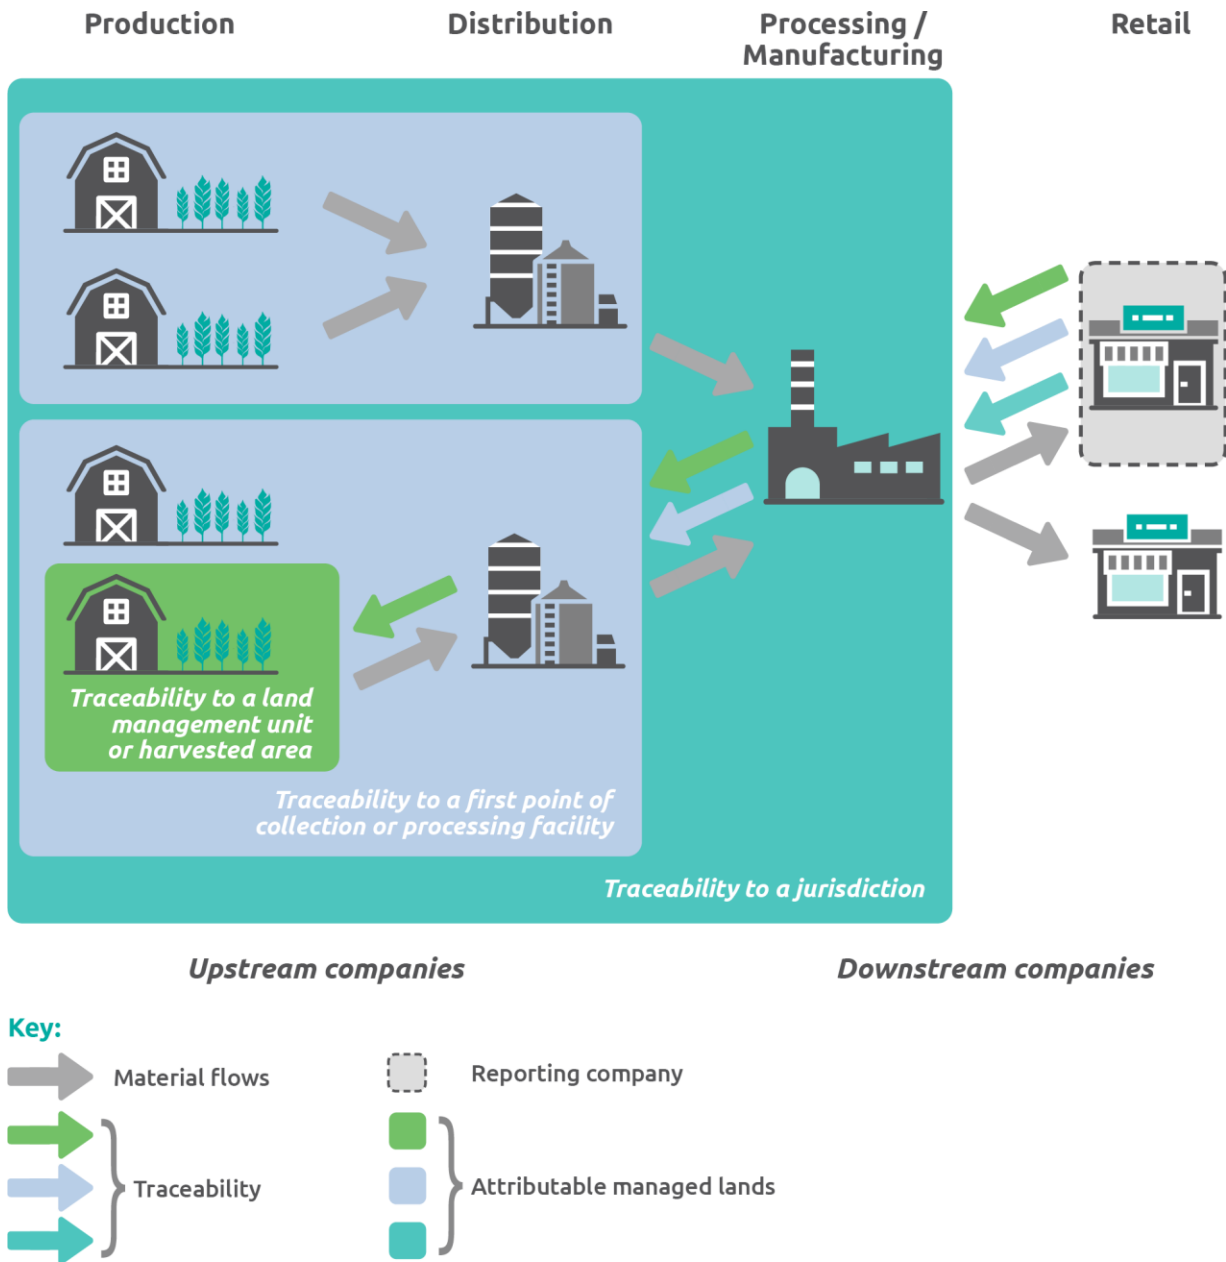 Production
Distribution
Processing /
Manufacturing
Retail
Traceability to a land
management unit
or harvested area
Traceability to a first point of
collection or processing facility
Traceability to a jurisdiction
Upstream companies
Downstream companies
Key:
Material flows
Reporting company
Traceability
Attributable managed lands